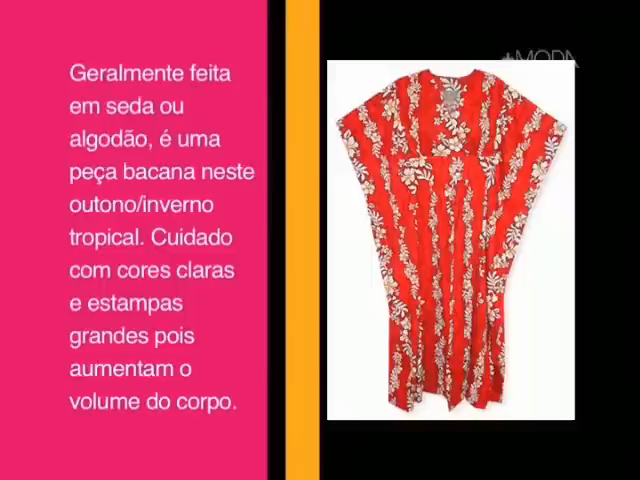 +MODA
Geralmente feita
em seda ou
algodão, é uma
peça bacana neste
outono/inverno
tropical. Cuidado
com cores claras
e estampas
grandes pois
aumentam o
volume do corpo.